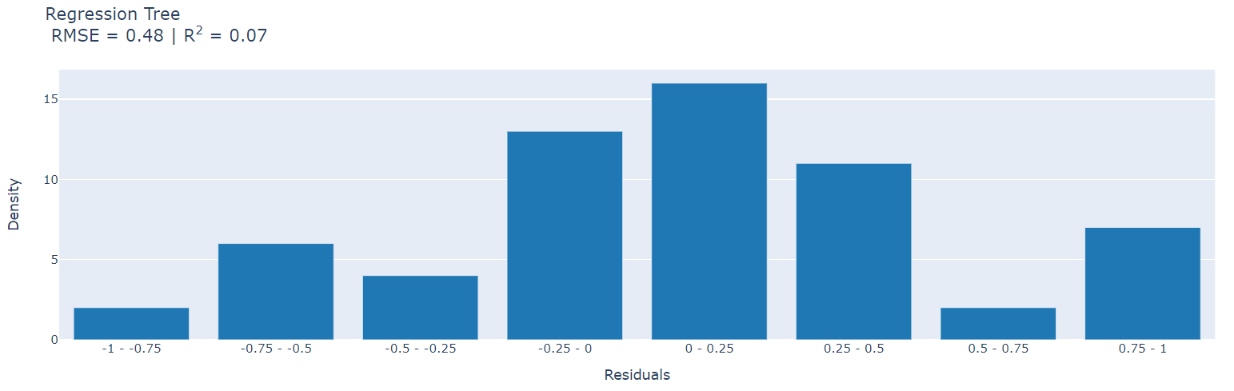 Regression Tree
RMSE = 0.48 | R² = 0.07
15
10
5
0
Density
-1 - -0.75
-0.75 - -0.5
-0.5 - -0.25
-0.25 - 0
0 - 0.25
0.25 - 0.5
0.5 - 0.75
0.75 - 1
Residuals